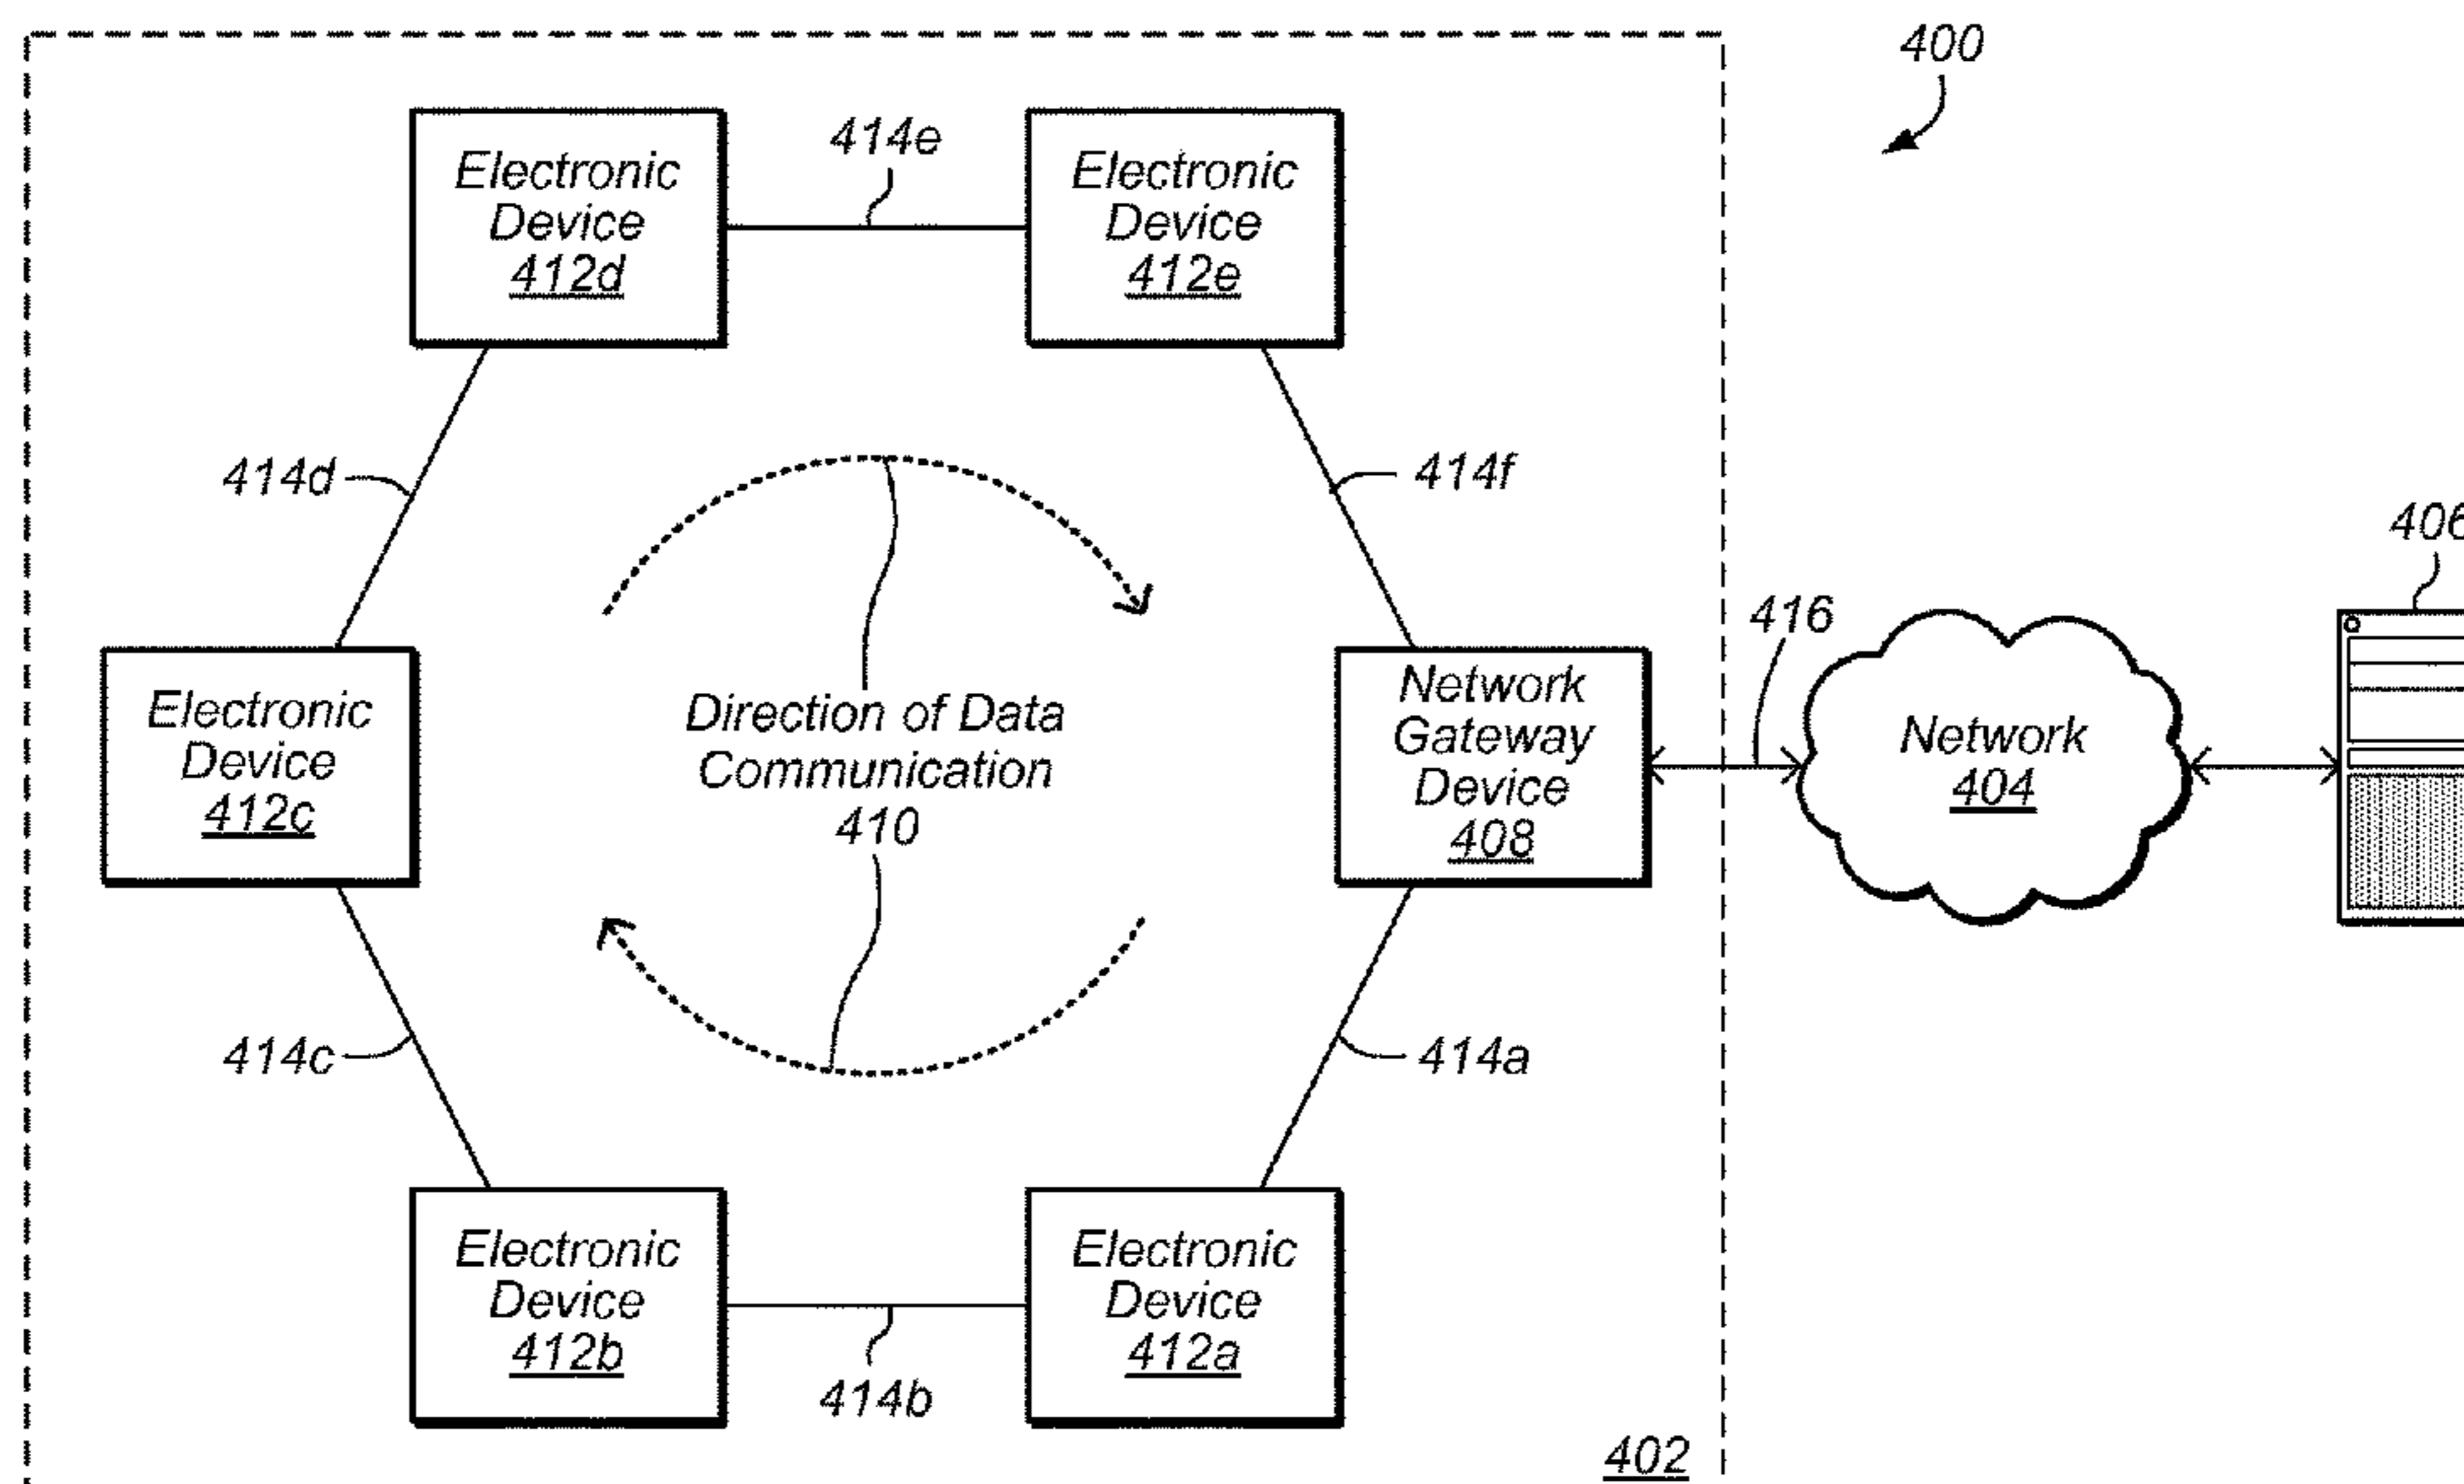 400
414e
Electronic
Device
412d
Electronic
Device
412e
414d
414f
406
416
Electronic
Device
412c
Direction of Data
Communication
410
Network
Gateway
Device
408
Network
404
414c
414a
Electronic
Device
412b
414b
Electronic
Device
412a
402